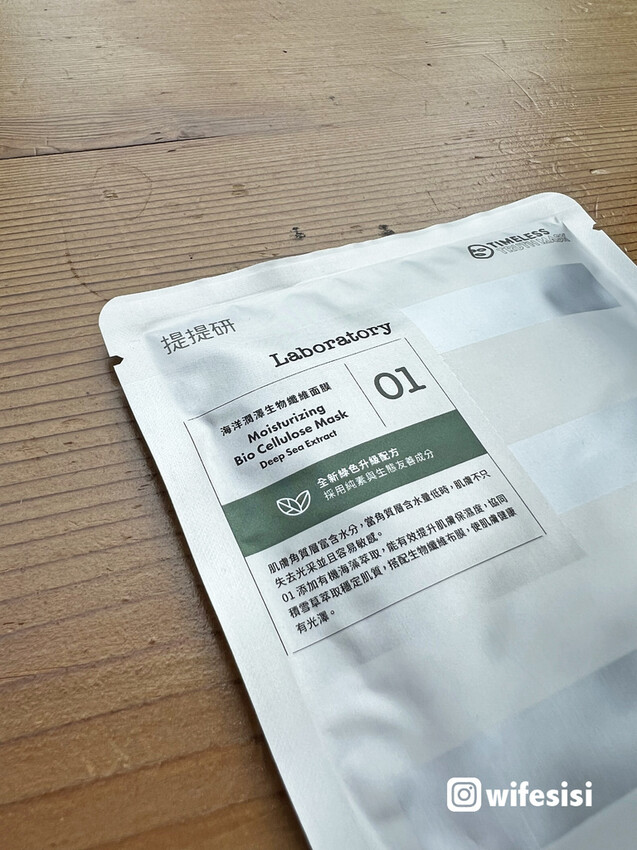 提提研
TIMELESS
Laboratory
海洋潤澤生物纖維面膜
Moisturizing
Bio Cellulose Mask
Deep Sea Extract
01
全新綠色升級配方
採用純素與生態友善成分
肌膚角質層富含水分，當角質層含水量低時，肌膚不只
失去光采並且容易敏感。
01 添加有機海藻萃取，能有效提升肌膚保濕度，協同
積雪草萃取穩定肌質，搭配生物纖維布膜，使肌膚健康
有光澤。
wifesisi